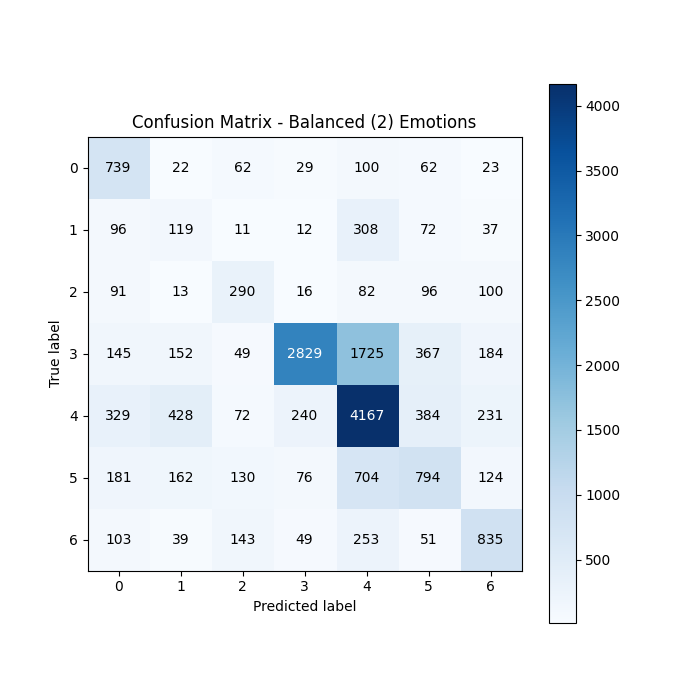 Confusion Matrix - Balanced (2) Emotions
0 739 22 62 29 100 62 23
1 96 119 11 12 308 72 37
2 91 13 290 16 82 96 100
3 145 152 49 2829 1725 367 184
4 329 428 72 240 4167 384 231
5 181 162 130 76 704 794 124
6 103 39 143 49 253 51 835
0 1 2 3 4 5 6
Predicted label
True label
4000
3500
3000
2500
2000
1500
1000
500